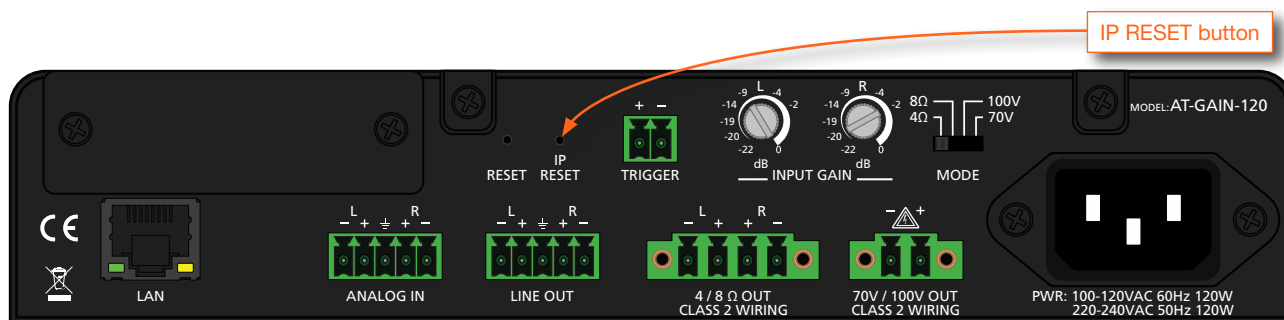 IP RESET button
MODEL:AT-GAIN-120
RESET
IP
RESET
+ −
TRIGGER
L
-9 -4
-14 -2
-19
-20
-22 0
dB
R
-9 -4
-14 -2
-19
-20
-22 0
dB
INPUT GAIN
8Ω 100V
4Ω 70V
MODE
CE
LAN
L R
− + + −
ANALOG IN
L R
− + + −
LINE OUT
L R
− + + −
4 / 8 Ω OUT
CLASS 2 WIRING
− +
70V / 100V OUT
CLASS 2 WIRING
PWR: 100-120VAC 60Hz 120W
220-240VAC 50Hz 120W